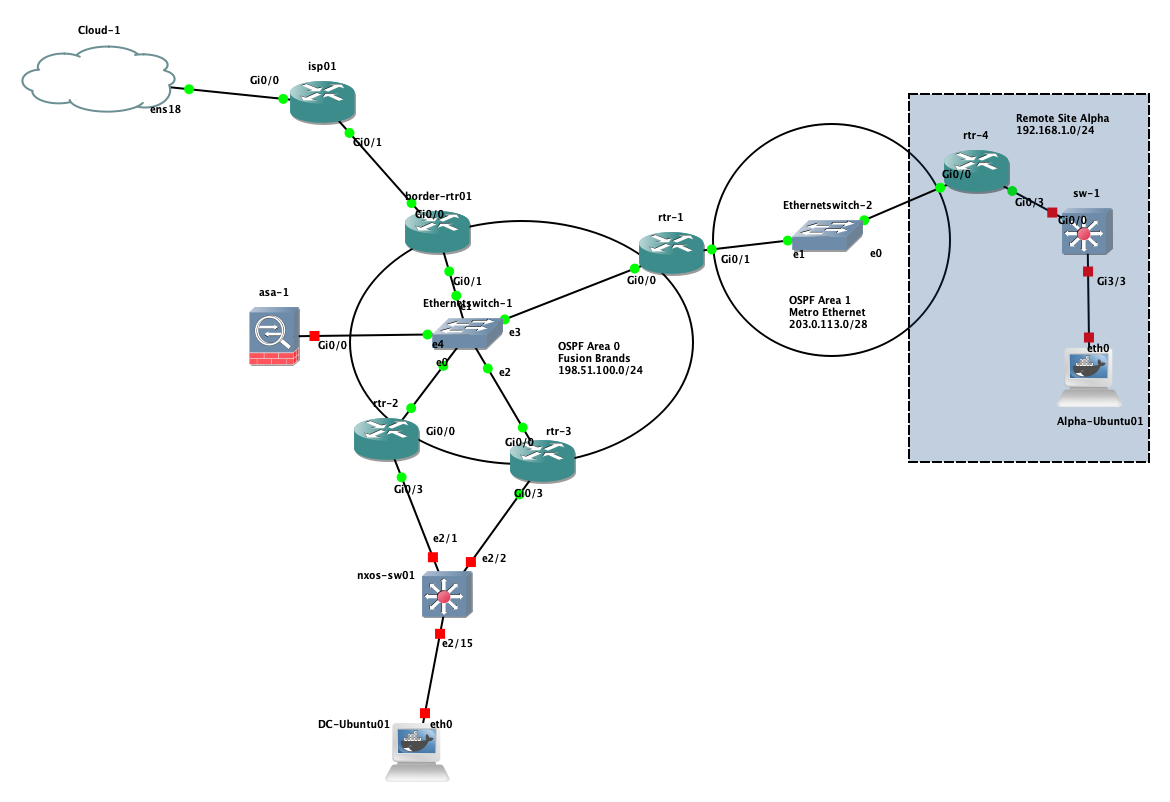 Cloud-1
ens18
Gi0/0
isp01
Gi0/1
border-rtr01
Gi0/0
Gi0/1
e1
Ethernetswitch-1
e3
e4
e0
e2
asa-1
Gi0/0
OSPF Area 0
Fusion Brands
198.51.100.0/24
rtr-1
Gi0/0
Gi0/1
Ethernetswitch-2
e1
e0
OSPF Area 1
Metro Ethernet
203.0.113.0/28
Remote Site Alpha
192.168.1.0/24
rtr-4
Gi0/0
Gi0/3
sw-1
Gi0/0
Gi3/3
eth0
Alpha-Ubuntu01
rtr-2
Gi0/0
Gi0/3
rtr-3
Gi0/0
Gi0/3
e2/1
e2/2
nxos-sw01
e2/15
DC-Ubuntu01
eth0